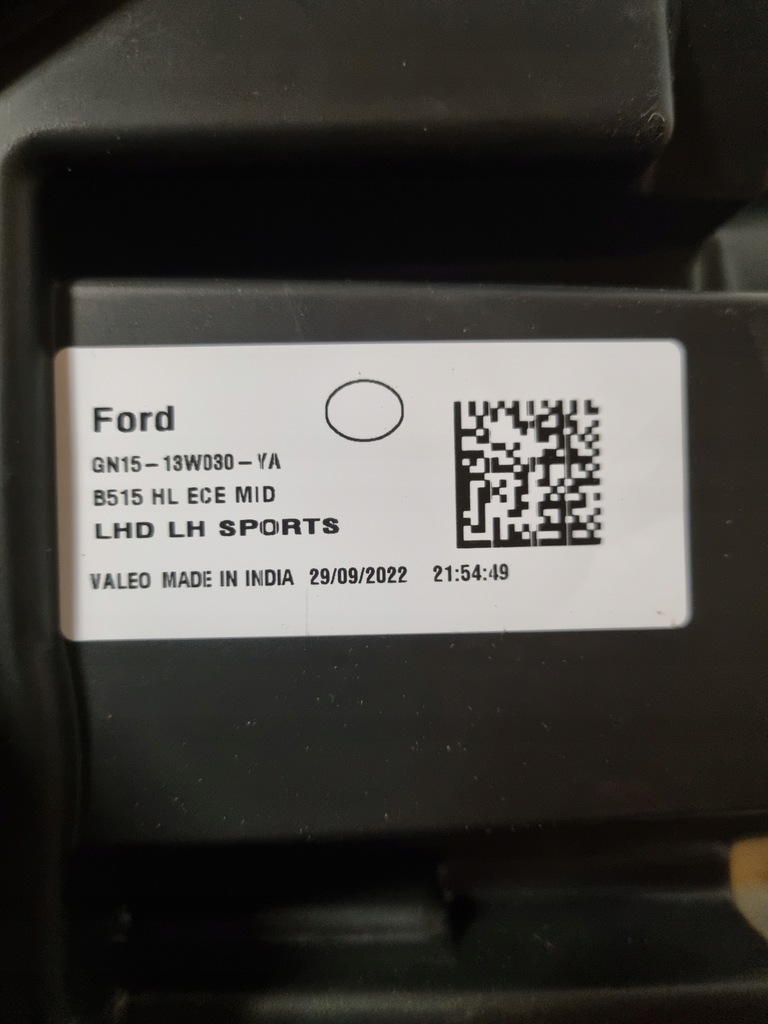 Ford
GN15-13W030-YA
B515 HL ECE MID
LHD LH SPORTS
VALEO MADE IN INDIA 29/09/2022 21:54:49